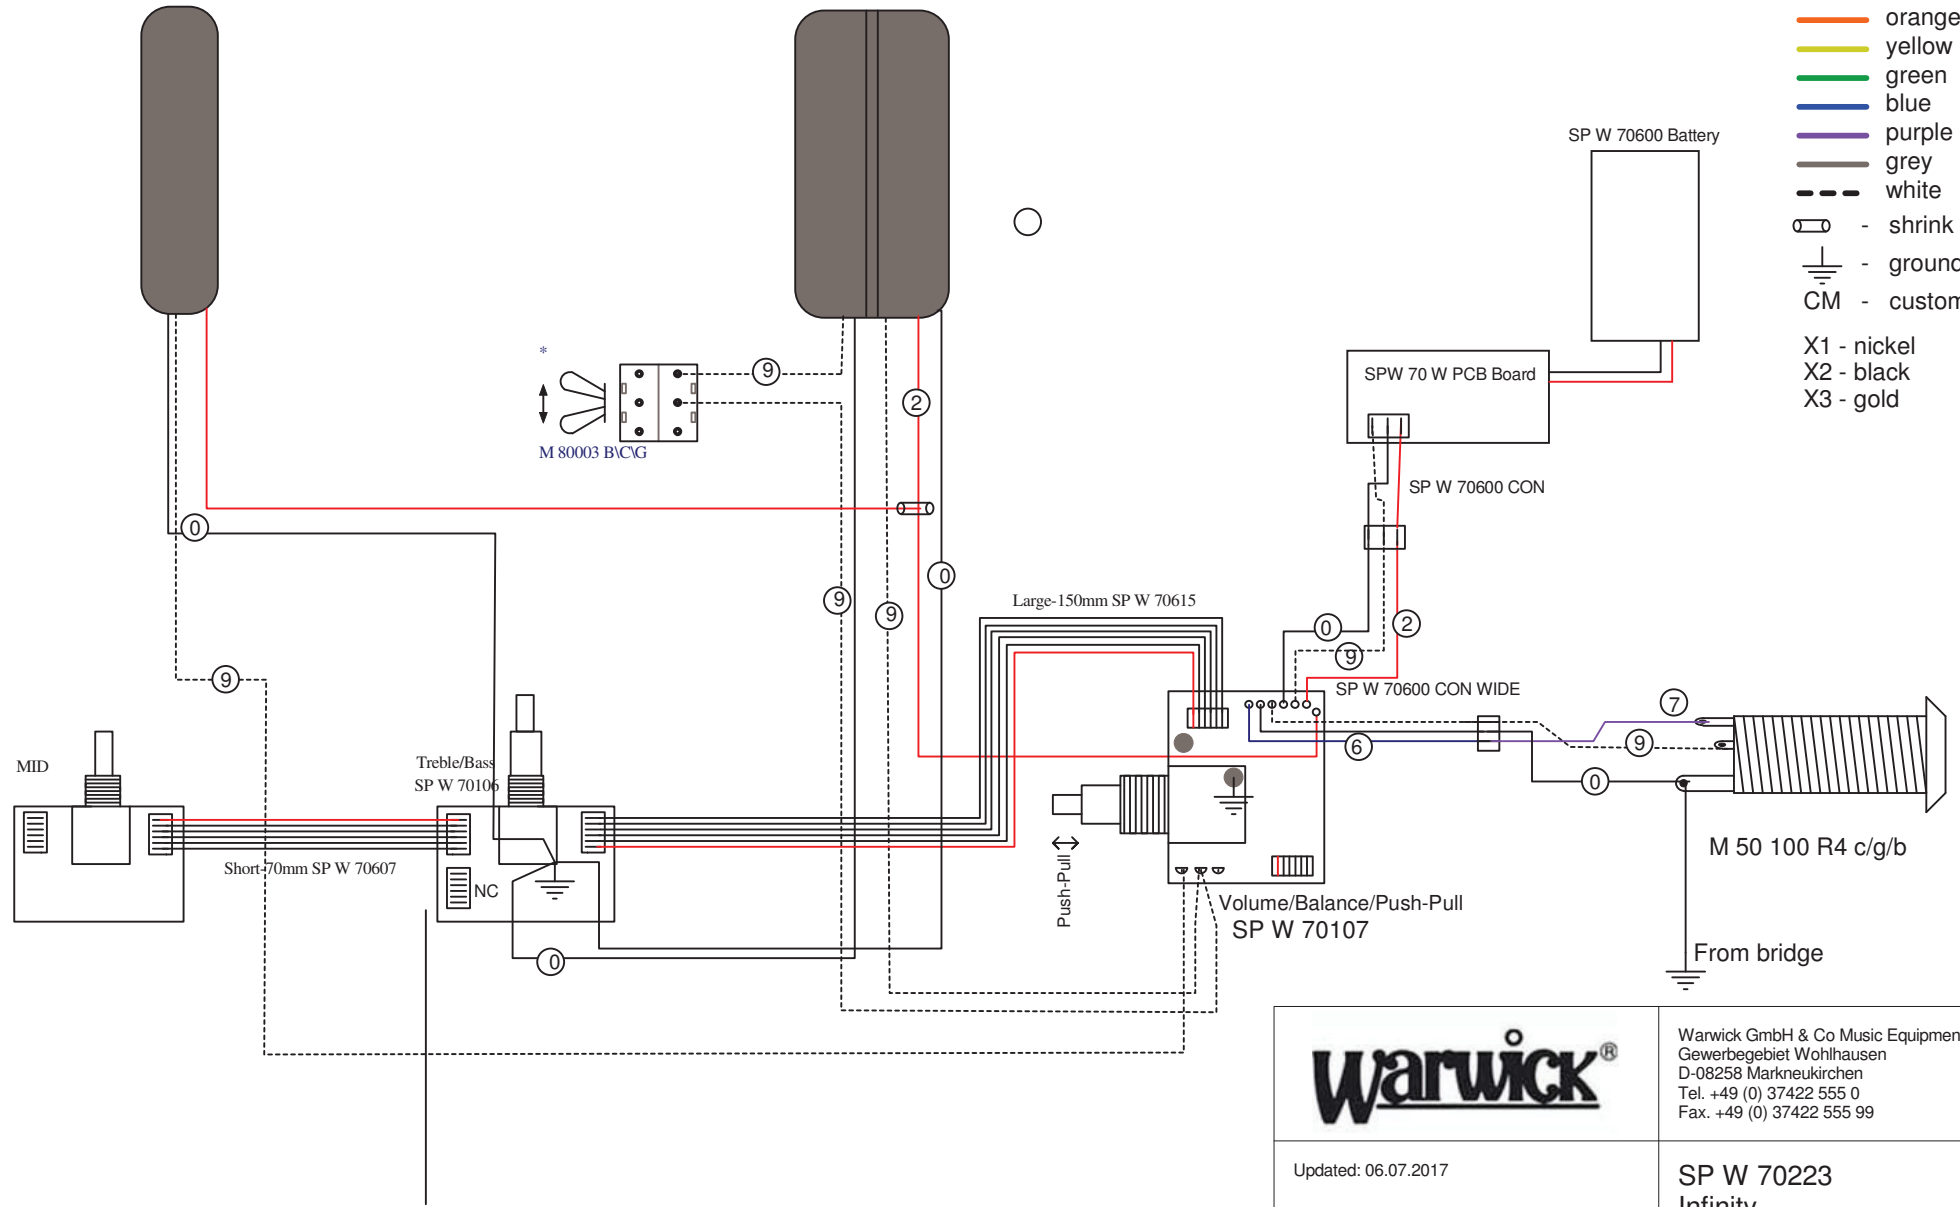 orange
yellow
green
blue
purple
grey
white
- shrink
- ground
CM - custom
X1 - nickel
X2 - black
X3 - gold
SP W 70600 Battery
SPW 70 W PCB Board
SP W 70600 CON
*
M 80003 B\C\G
9
2
0
9
9
0
Large-150mm SP W 70615
0
2
9
SP W 70600 CON WIDE
7
6
9
0
9
MID
Treble/Bass
SP W 70106
Short-70mm SP W 70607
NC
0
Push-Pull
Volume/Balance/Push-Pull
SP W 70107
M 50 100 R4 c/g/b
From bridge
Warwick®
Warwick GmbH & Co Music Equipmen
Gewerbegebiet Wohlhausen
D-08258 Markneukirchen
Tel. +49 (0) 37422 555 0
Fax. +49 (0) 37422 555 99
Updated: 06.07.2017
SP W 70223
Infinity